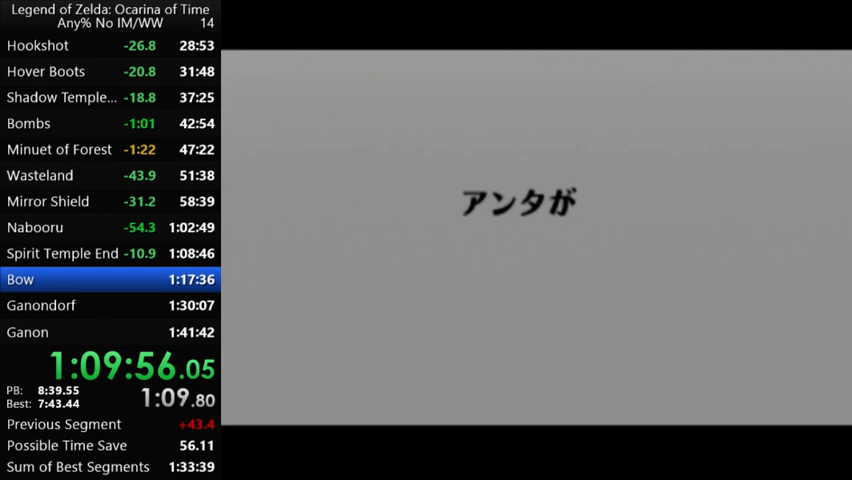 Legend of Zelda: Ocarina of Time
Any% No IM/WW 14
Hookshot -26.8 28:53
Hover Boots -20.8 31:48
Shadow Temple... -18.8 37:25
Bombs -1:01 42:54
Minuet of Forest -1:22 47:22
Wasteland -43.9 51:38
Mirror Shield -31.2 58:39
Nabooru -54.3 1:02:49
Spirit Temple End -10.9 1:08:46
Bow 1:17:36
Ganondorf 1:30:07
Ganon 1:41:42
1:09:56.05
PB: 8:39.55
Best: 7:43.44
1:09.80
Previous Segment +43.4
Possible Time Save 56.11
Sum of Best Segments 1:33:39
アンタが